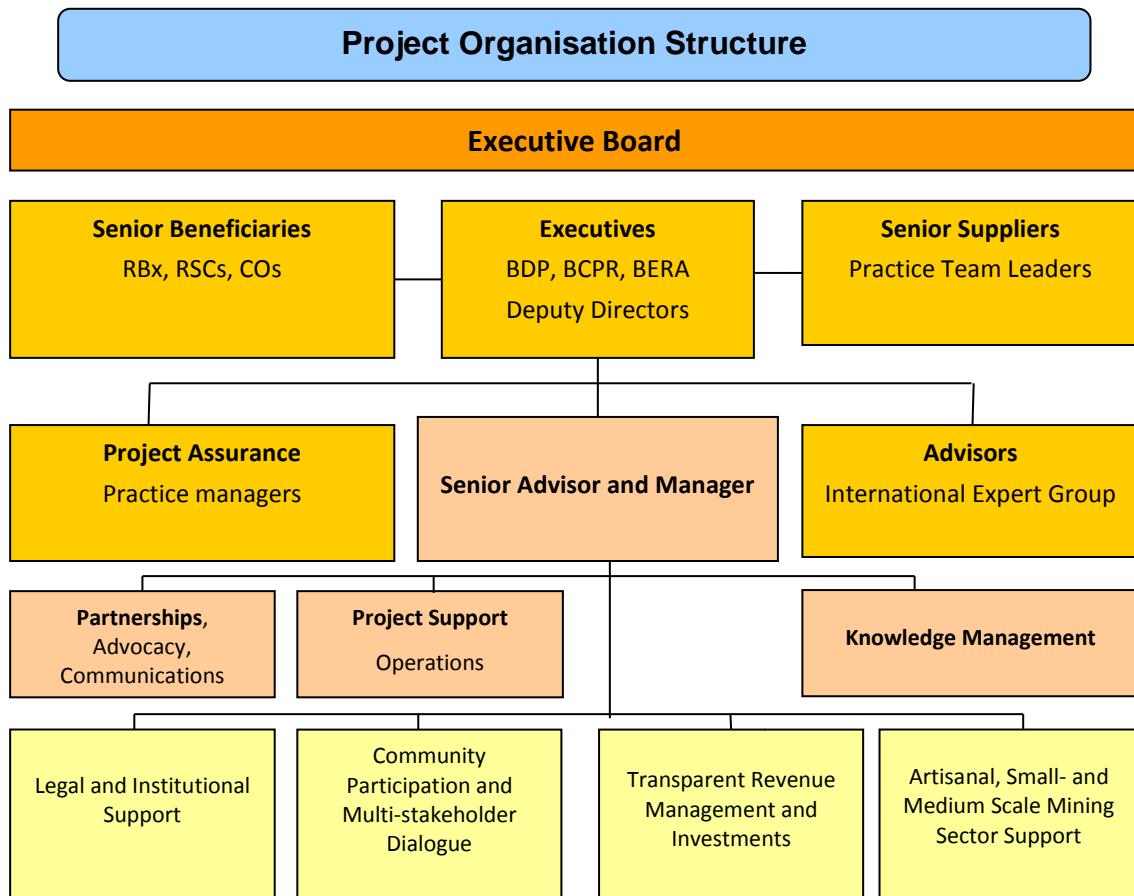 Project Organisation Structure
Executive Board
Senior Beneficiaries
RBx, RSCs, COs
Executives
BDP, BCPR, BERA
Deputy Directors
Senior Suppliers
Practice Team Leaders
Project Assurance
Practice managers
Senior Advisor and Manager
Advisors
International Expert Group
Partnerships,
Advocacy,
Communications
Project Support
Operations
Knowledge Management
Legal and Institutional
Support
Community
Participation and
Multi-stakeholder
Dialogue
Transparent Revenue
Management and
Investments
Artisanal, Small- and
Medium Scale Mining
Sector Support